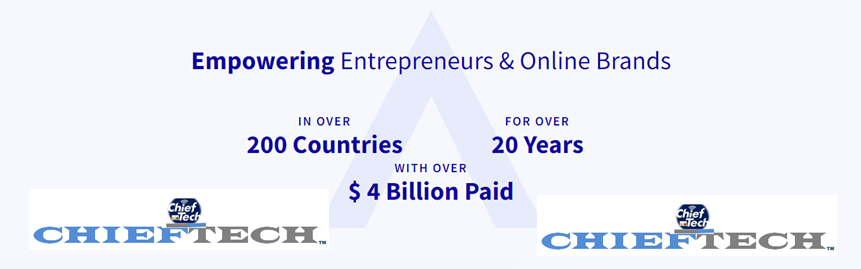 Empowering Entrepreneurs & Online Brands
IN OVER
200 Countries
FOR OVER
20 Years
WITH OVER
$ 4 Billion Paid
Chief
Tech
CHIEFTECH™
Chief
Tech
CHIEFTECH™